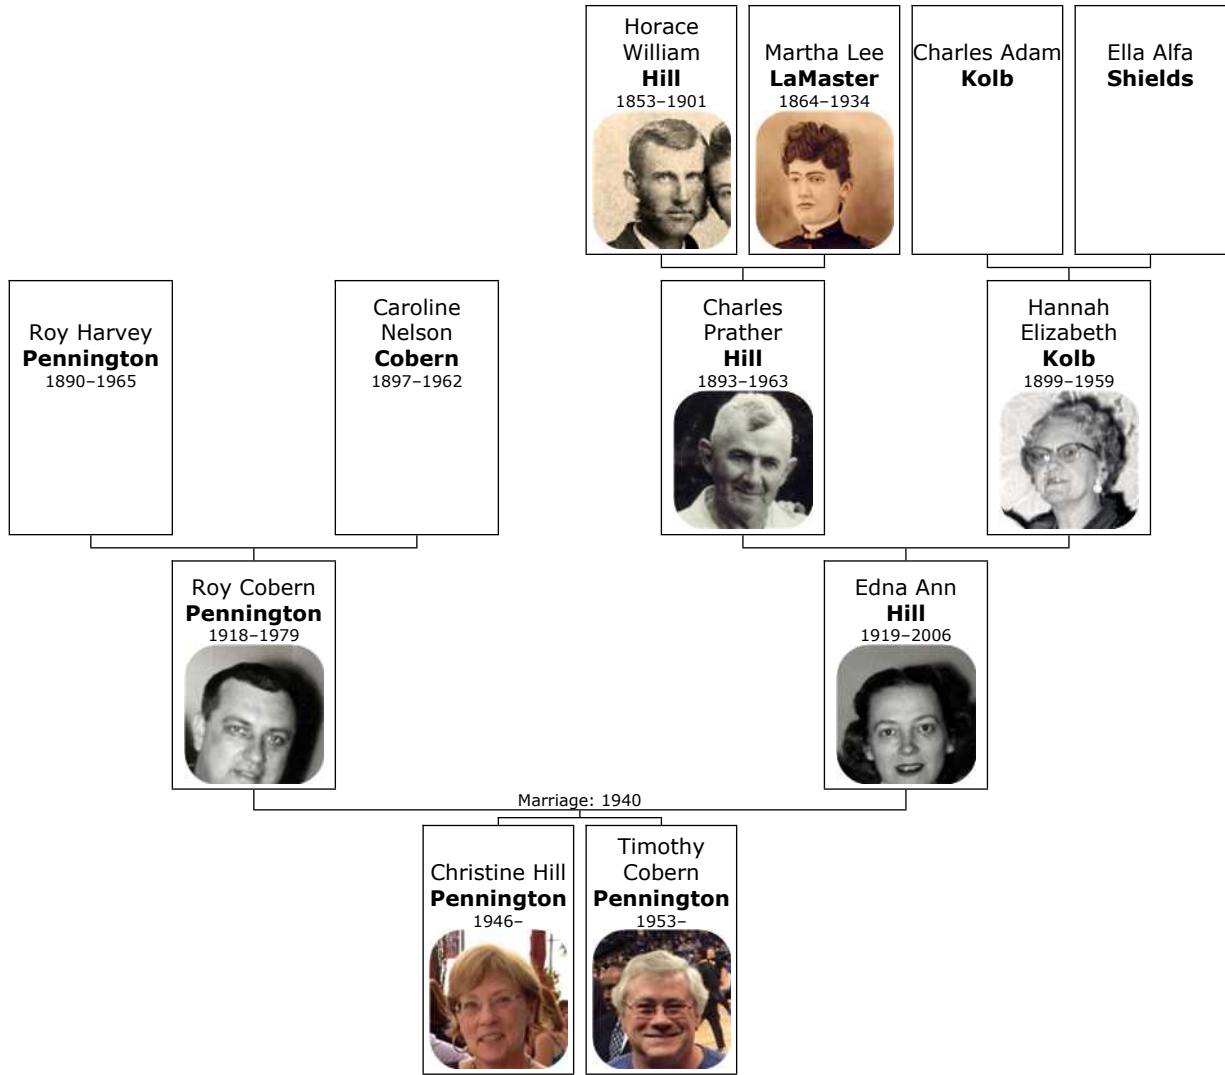 Horace
William
Hill
1853–1901
Martha Lee
LaMaster
1864–1934
Charles Adam
Kolb
Ella Alfa
Shields
Roy Harvey
Pennington
1890–1965
Caroline
Nelson
Cobern
1897–1962
Charles
Prather
Hill
1893–1963
Hannah
Elizabeth
Kolb
1899–1959
Roy Cobern
Pennington
1918–1979
Edna Ann
Hill
1919–2006
Marriage: 1940
Christine Hill
Pennington
1946–
Timothy
Cobern
Pennington
1953–